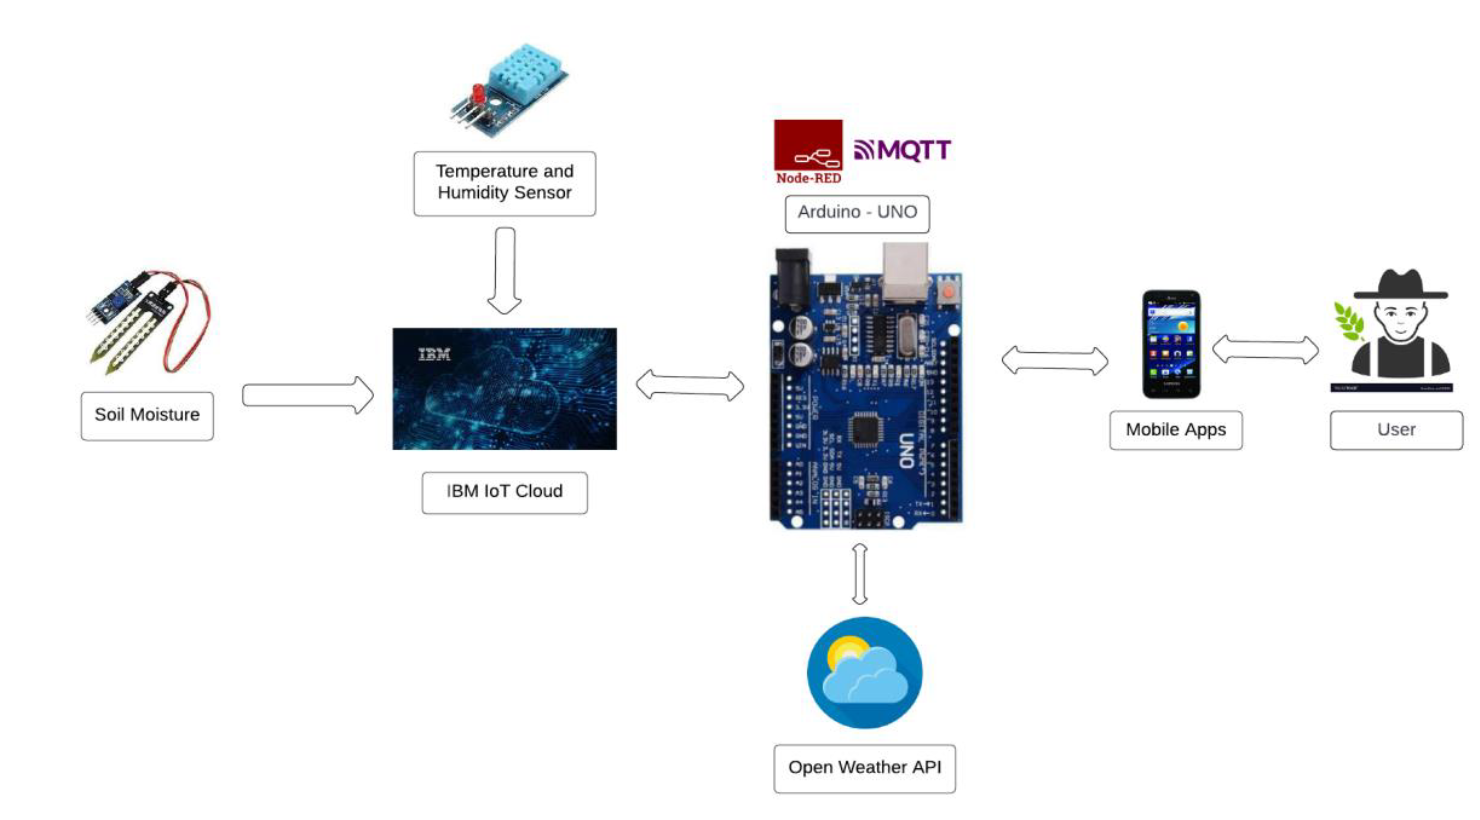 Temperature and
Humidity Sensor
Node-RED
MQTT
Arduino - UNO
Soil Moisture
IBM
IBM IoT Cloud
UNO
Mobile Apps
User
Open Weather API